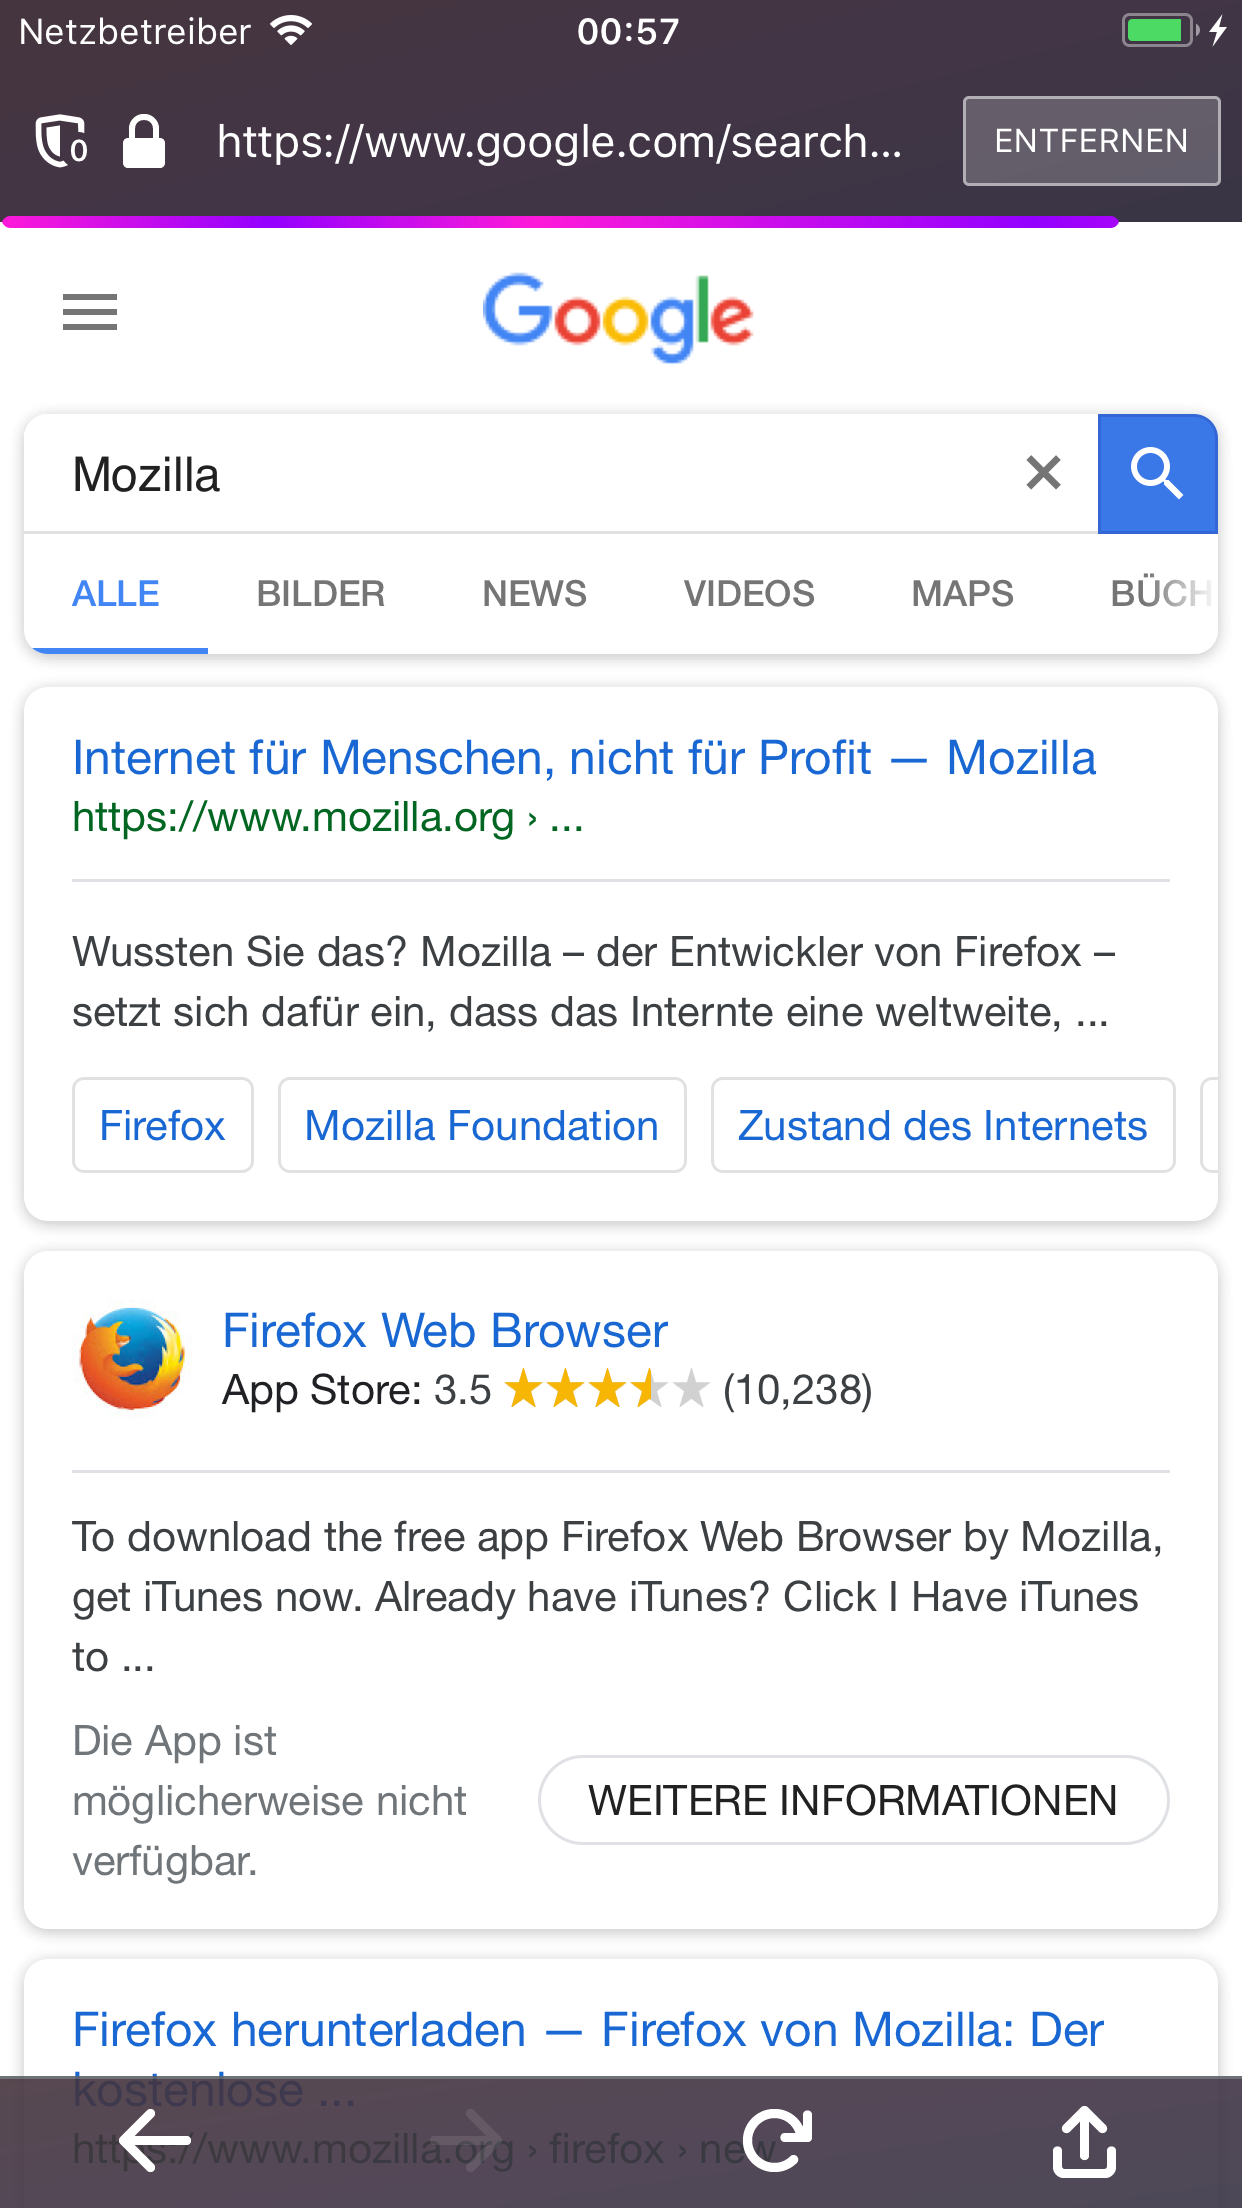 Netzbetreiber 00:57
0 https://www.google.com/search... ENTFERNEN
Google
Mozilla
ALLE BILDER NEWS VIDEOS MAPS BÜCH
Internet für Menschen, nicht für Profit — Mozilla
https://www.mozilla.org › ...
Wussten Sie das? Mozilla – der Entwickler von Firefox –
setzt sich dafür ein, dass das Internte eine weltweite, ...
Firefox Mozilla Foundation Zustand des Internets
Firefox Web Browser
App Store: 3.5 (10,238)
To download the free app Firefox Web Browser by Mozilla,
get iTunes now. Already have iTunes? Click I Have iTunes
to ...
Die App ist
möglicherweise nicht
verfügbar.
WEITERE INFORMATIONEN
Firefox herunterladen — Firefox von Mozilla: Der
kostenlose ...
https://www.mozilla.org › firefox › new